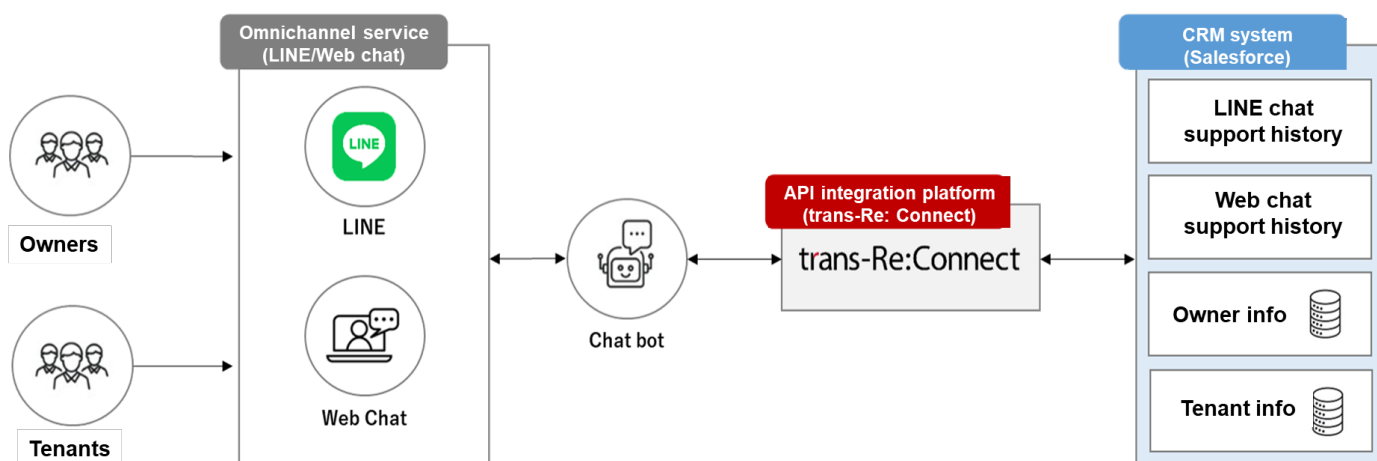 Omnichannel service
(LINE/Web chat)
CRM system
(Salesforce)
LINE
LINE
Owners
Web Chat
Tenants
Chat bot
API integration platform
(trans-Re: Connect)
trans-Re:Connect
LINE chat
support history
Web chat
support history
Owner info
Tenant info